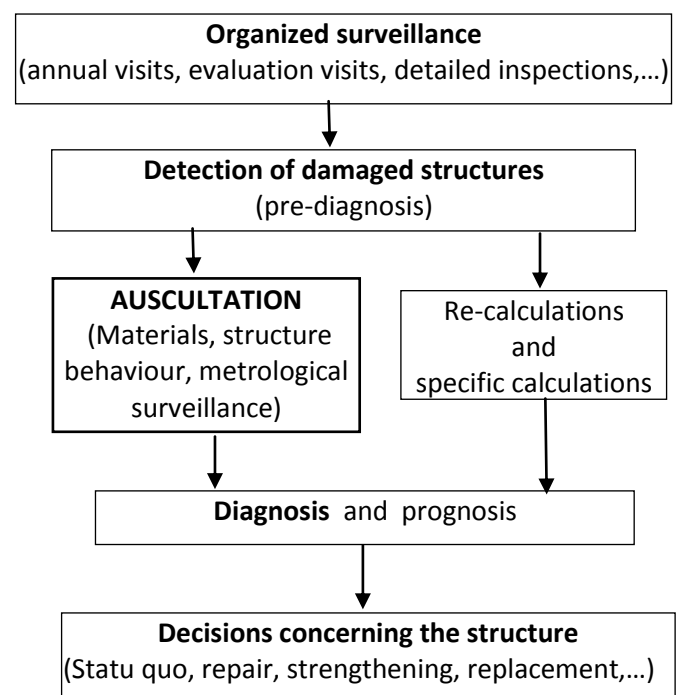 Organized surveillance
(annual visits, evaluation visits, detailed inspections,...)
Detection of damaged structures
(pre-diagnosis)
AUSCULTATION
(Materials, structure
behaviour, metrological
surveillance)
Re-calculations
and
specific calculations
Diagnosis and prognosis
Decisions concerning the structure
(Statu quo, repair, strengthening, replacement,...)